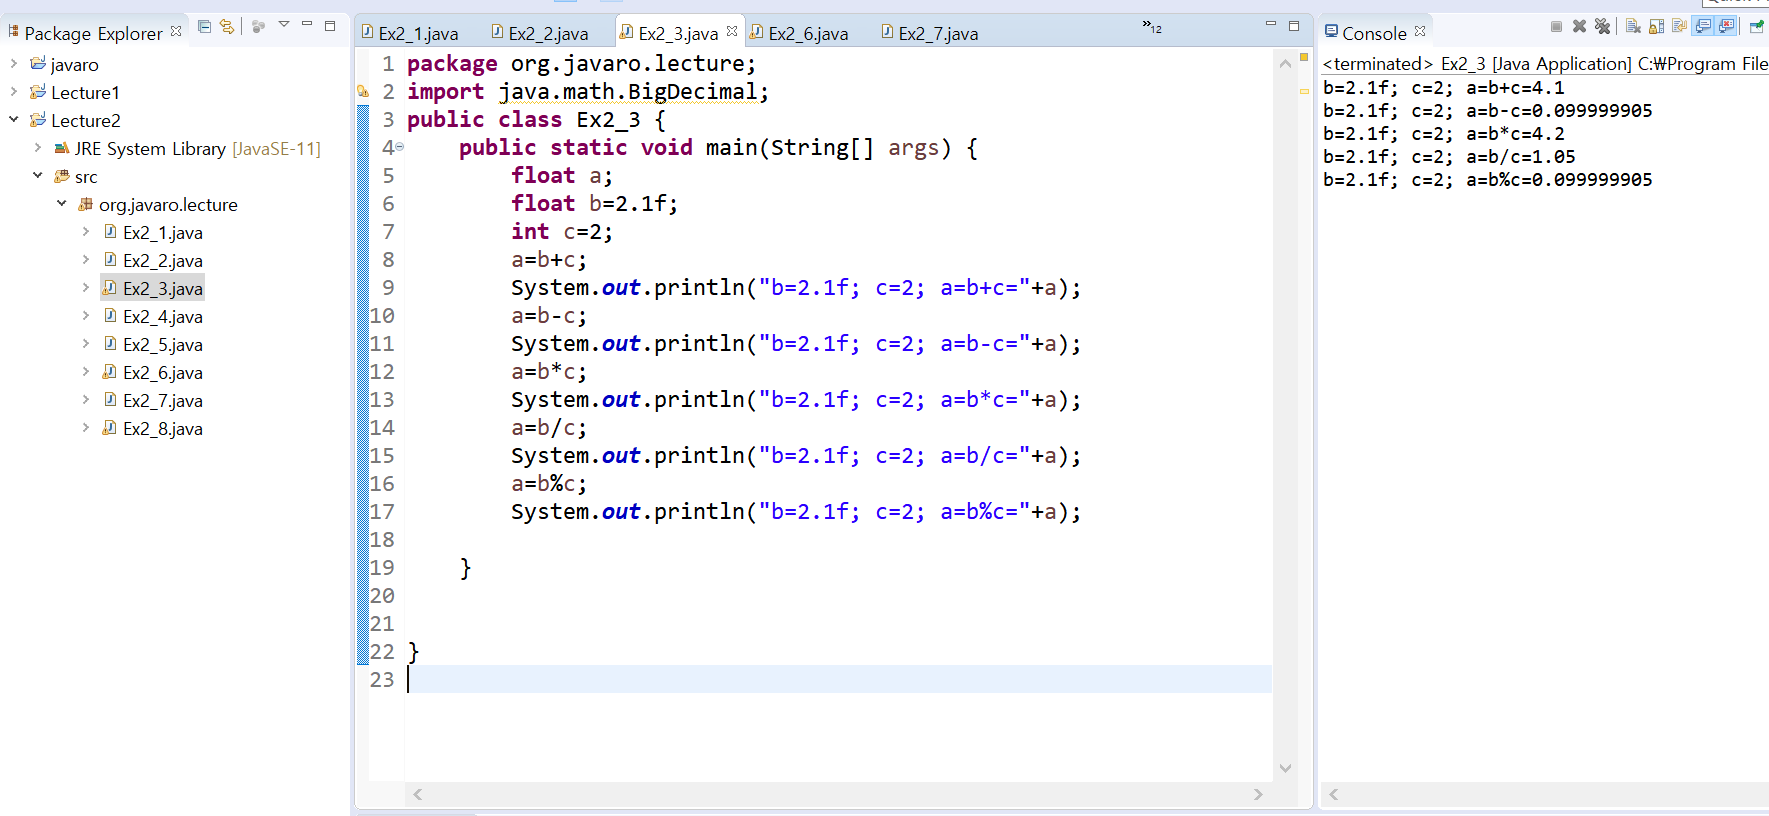 Package Explorer
javaro
Lecture1
Lecture2
JRE System Library [JavaSE-11]
src
org.javaro.lecture
Ex2_1.java
Ex2_2.java
Ex2_3.java
Ex2_4.java
Ex2_5.java
Ex2_6.java
Ex2_7.java
Ex2_8.java
Ex2_1.java Ex2_2.java Ex2_3.java Ex2_6.java Ex2_7.java »12
1 package org.javaro.lecture;
2 import java.math.BigDecimal;
3 public class Ex2_3 {
4 public static void main(String[] args) {
5 float a;
6 float b=2.1f;
7 int c=2;
8 a=b+c;
9 System.out.println("b=2.1f; c=2; a=b+c="+a);
10 a=b-c;
11 System.out.println("b=2.1f; c=2; a=b-c="+a);
12 a=b*c;
13 System.out.println("b=2.1f; c=2; a=b*c="+a);
14 a=b/c;
15 System.out.println("b=2.1f; c=2; a=b/c="+a);
16 a=b%c;
17 System.out.println("b=2.1f; c=2; a=b%c="+a);
18
19 }
20
21
22 }
23
Console
<terminated> Ex2_3 [Java Application] C:₩Program File
b=2.1f; c=2; a=b+c=4.1
b=2.1f; c=2; a=b-c=0.099999905
b=2.1f; c=2; a=b*c=4.2
b=2.1f; c=2; a=b/c=1.05
b=2.1f; c=2; a=b%c=0.099999905